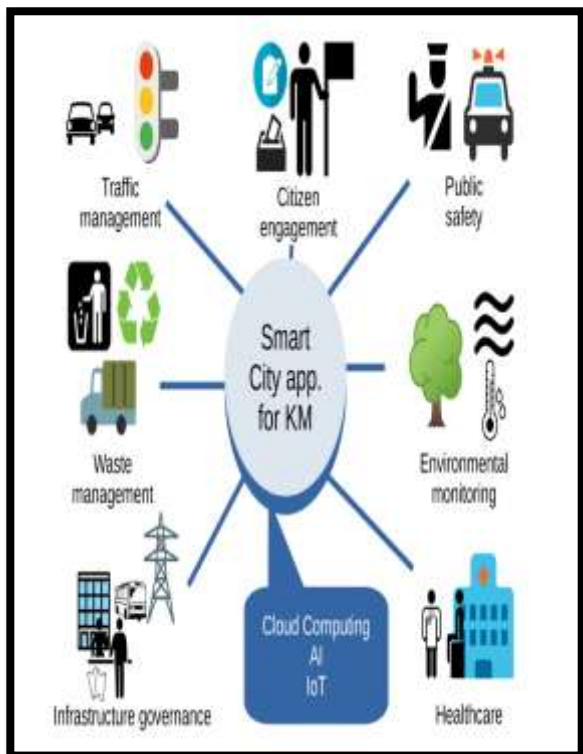 Traffic
management
Citizen
engagement
Public
safety
Smart
City app.
for KM
Waste
management
Environmental
monitoring
Cloud Computing
AI
IoT
Infrastructure governance
Healthcare